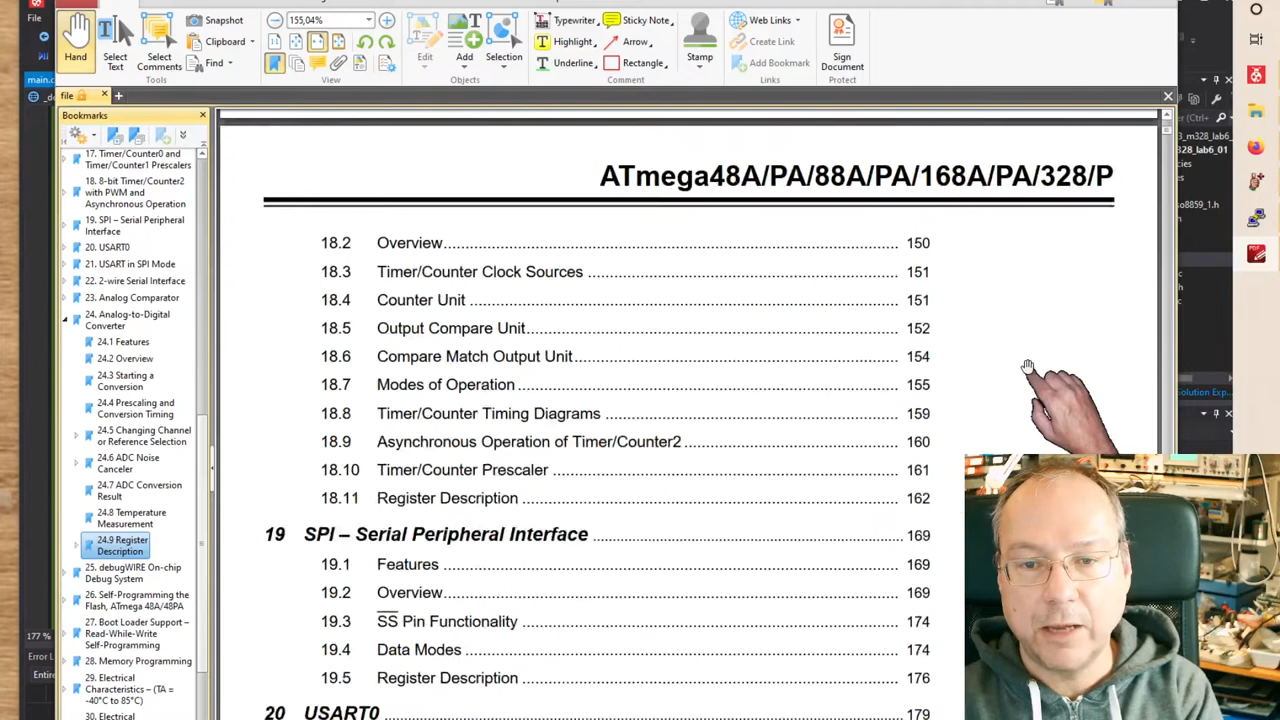 File
Hand
Select
Text
Select
Comments
Snapshot
Clipboard
Find
Tools
155,04%
View
Edit
Add
Selection
Objects
Typewriter
Sticky Note
Highlight
Arrow
Underline
Rectangle
Comment
Stamp
Web Links
Create Link
Add Bookmark
Links
Sign
Document
Protect
main.c
file
Bookmarks
17. Timer/Counter0 and
Timer/Counter1 Prescalers
18. 8-bit Timer/Counter2
with PWM and
Asynchronous Operation
19. SPI – Serial Peripheral
Interface
20. USART0
21. USART in SPI Mode
22. 2-wire Serial Interface
23. Analog Comparator
24. Analog-to-Digital
Converter
24.1 Features
24.2 Overview
24.3 Starting a
Conversion
24.4 Prescaling and
Conversion Timing
24.5 Changing Channel
or Reference Selection
24.6 ADC Noise
Canceler
24.7 ADC Conversion
Result
24.8 Temperature
Measurement
24.9 Register
Description
25. debugWIRE On-chip
Debug System
26. Self-Programming the
Flash, ATmega 48A/48PA
27. Boot Loader Support –
Read-While-Write
Self-Programming
28. Memory Programming
29. Electrical
Characteristics – (TA =
-40°C to 85°C)
30. Electrical
177 %
Error L
Entire
ATmega48A/PA/88A/PA/168A/PA/328/P
18.2 Overview 150
18.3 Timer/Counter Clock Sources 151
18.4 Counter Unit 151
18.5 Output Compare Unit 152
18.6 Compare Match Output Unit 154
18.7 Modes of Operation 155
18.8 Timer/Counter Timing Diagrams 159
18.9 Asynchronous Operation of Timer/Counter2 160
18.10 Timer/Counter Prescaler 161
18.11 Register Description 162
19 SPI – Serial Peripheral Interface 169
19.1 Features 169
19.2 Overview 169
19.3 SS Pin Functionality 174
19.4 Data Modes 174
19.5 Register Description 176
20 USART0 179
(Ctrl+
_m328_lab6_
328_lab6_01
cies
so8859_1.h
es
c
h
c
Solution Exp...